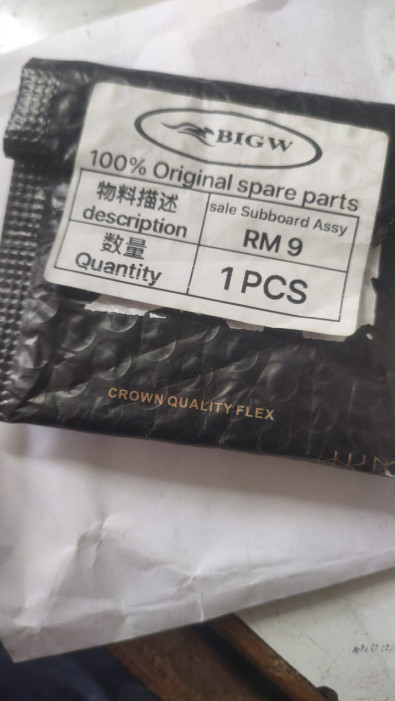 BIGW
100% Original spare parts
物料描述
description
sale Subboard Assy
RM 9
数量
Quantity
1 PCS
CROWN QUALITY FLEX